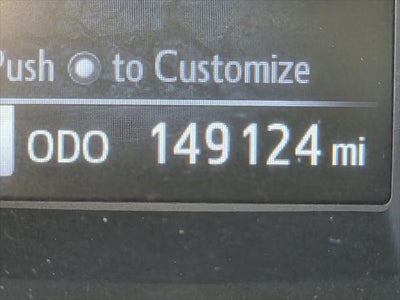 Push to Customize
ODO 149124 mi